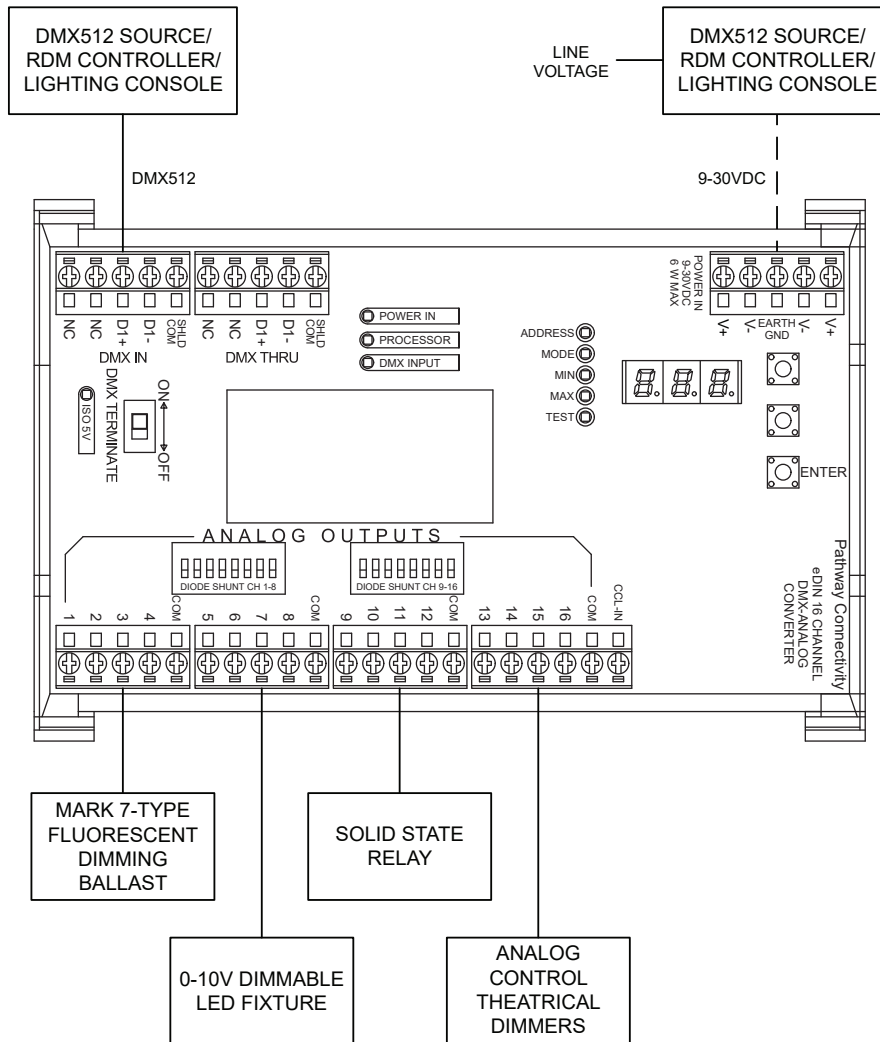 DMX512 SOURCE/
RDM CONTROLLER/
LIGHTING CONSOLE
LINE
VOLTAGE
DMX512 SOURCE/
RDM CONTROLLER/
LIGHTING CONSOLE
DMX512
9-30VDC
NC
NC
D1+
D1-
SHLD
COM
DMX IN
NC
NC
D1+
D1-
SHLD
COM
DMX THRU
POWER IN
PROCESSOR
DMX INPUT
ADDRESS
MODE
MIN
MAX
TEST
8.8.8.
POWER IN
9-30VDC
6 W MAX
V+
V-
EARTH
GND
V-
V+
ENTER
ISO 5V
DMX TERMINATE
ON
OFF
ANALOG OUTPUTS
DIODE SHUNT CH 1-8
DIODE SHUNT CH 9-16
1
2
3
4
COM
5
6
7
8
COM
9
10
11
12
COM
13
14
15
16
COM
CCL-IN
Pathway Connectivity
eDIN 16 CHANNEL
DMX-ANALOG
CONVERTER
MARK 7-TYPE
FLUORESCENT
DIMMING
BALLAST
SOLID STATE
RELAY
0-10V DIMMABLE
LED FIXTURE
ANALOG
CONTROL
THEATRICAL
DIMMERS